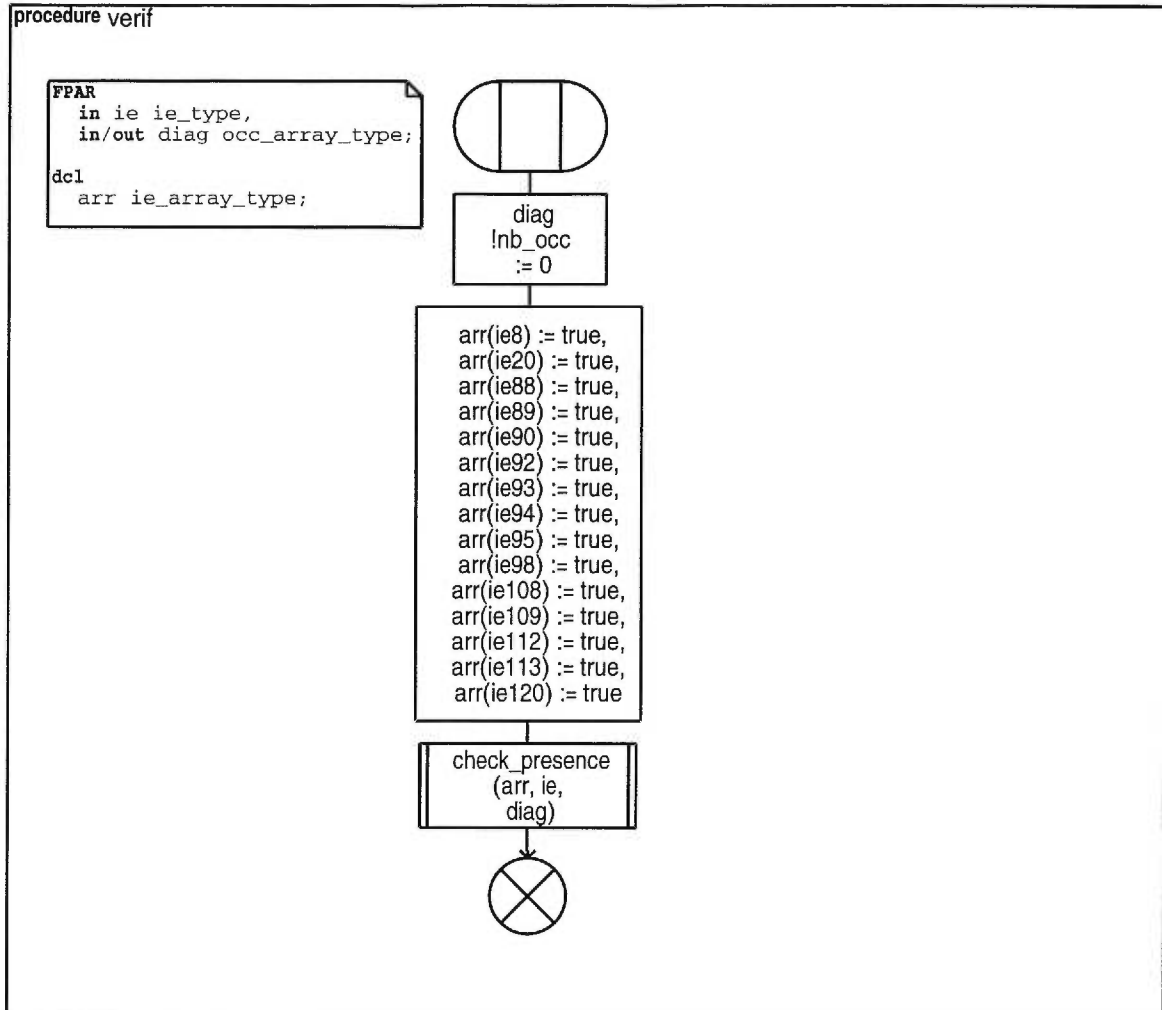 procedure verif
FPAR
in ie ie_type,
in/out diag occ_array_type;
dcl
arr ie_array_type;
diag
!nb_occ
:= 0
arr(ie8) := true,
arr(ie20) := true,
arr(ie88) := true,
arr(ie89) := true,
arr(ie90) := true,
arr(ie92) := true,
arr(ie93) := true,
arr(ie94) := true,
arr(ie95) := true,
arr(ie98) := true,
arr(ie108) := true,
arr(ie109) := true,
arr(ie112) := true,
arr(ie113) := true,
arr(ie120) := true
check_presence
(arr, ie,
diag)